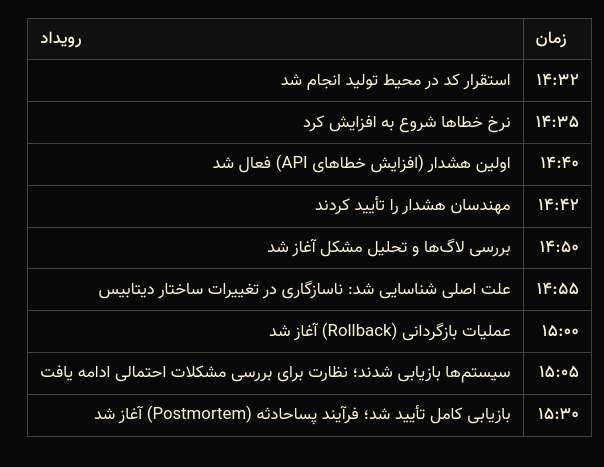 زمان رویداد
۱۴:۳۲ استقرار کد در محیط تولید انجام شد
۱۴:۳۵ نرخ خطاها شروع به افزایش کرد
۱۴:۴۰ اولین هشدار (افزایش خطاهای API) فعال شد
۱۴:۴۲ مهندسان هشدار را تأیید کردند
۱۴:۵۰ بررسی لاگ‌ها و تحلیل مشکل آغاز شد
۱۴:۵۵ علت اصلی شناسایی شد: ناسازگاری در تغییرات ساختار دیتابیس
۱۵:۰۰ عملیات بازگردانی (Rollback) آغاز شد
۱۵:۰۵ سیستم‌ها بازیابی شدند؛ نظارت برای بررسی مشکلات احتمالی ادامه یافت
۱۵:۳۰ بازیابی کامل تأیید شد؛ فرآیند پساحادثه (Postmortem) آغاز شد